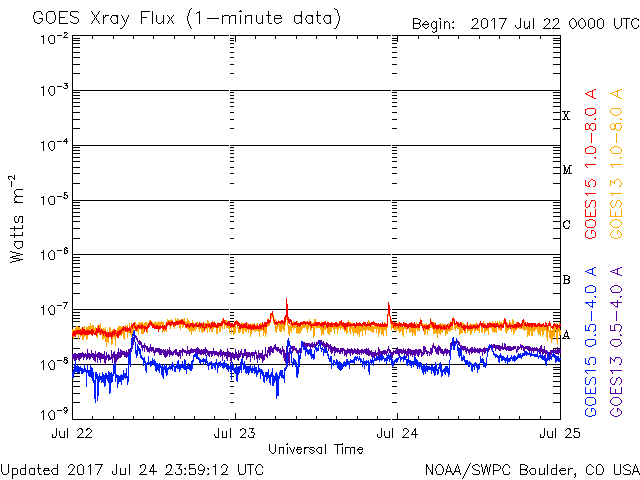 GOES Xray Flux (1-minute data)
Begin: 2017 Jul 22 0000 UTC
10⁻²
10⁻³
10⁻⁴
10⁻⁵
10⁻⁶
10⁻⁷
10⁻⁸
10⁻⁹
Watts m⁻²
X
M
C
B
A
GOES15 1.0-8.0 A
GOES13 1.0-8.0 A
GOES15 0.5-4.0 A
GOES13 0.5-4.0 A
Jul 22 Jul 23 Jul 24 Jul 25
Universal Time
Updated 2017 Jul 24 23:59:12 UTC
NOAA/SWPC Boulder, CO USA